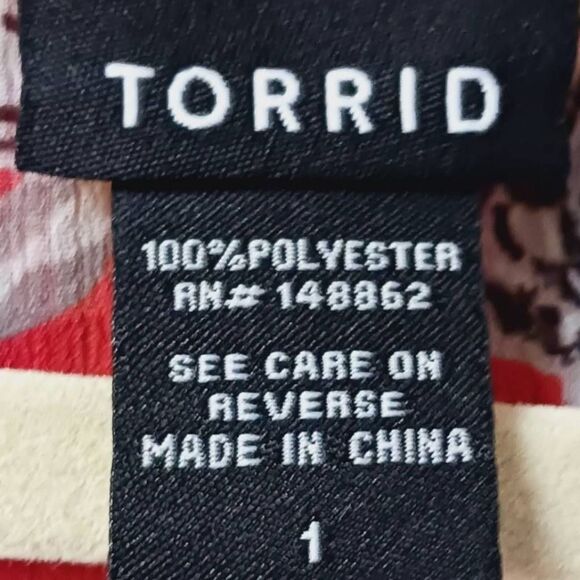 TORRID
100%POLYESTER
RN# 148862
SEE CARE ON
REVERSE
MADE IN CHINA
1